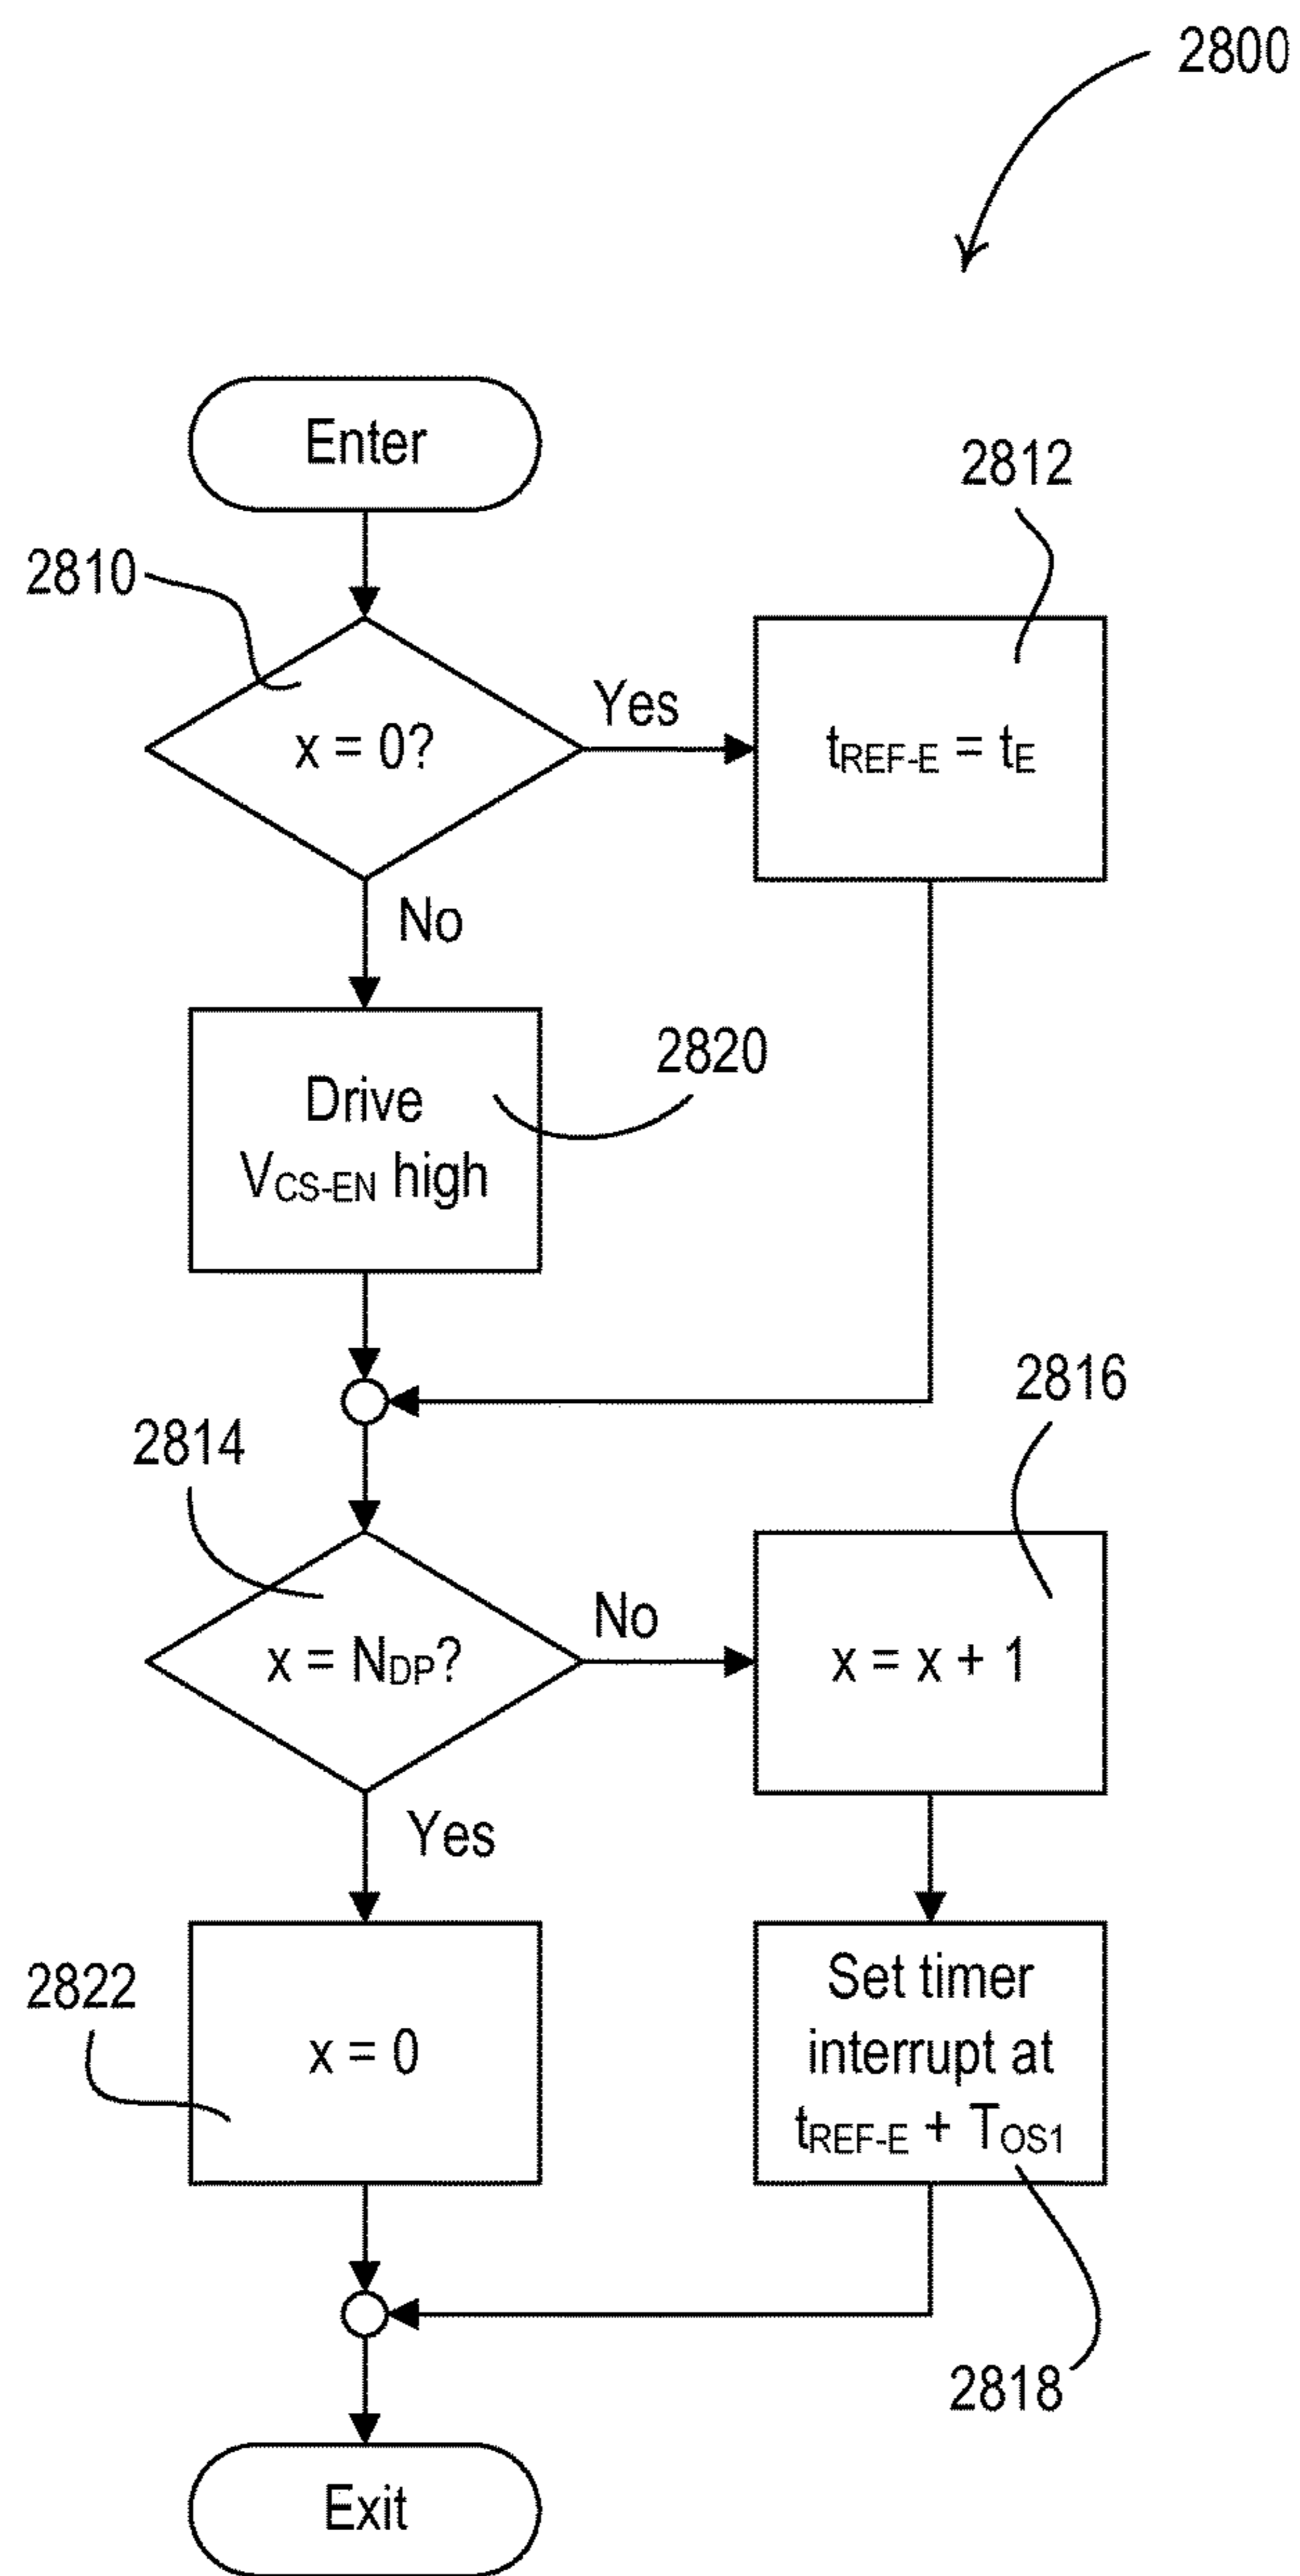 2800
Enter
2812
2810
Yes
x = 0?
tREF-E = tE
No
2820
Drive
VCS-EN high
2816
2814
No
x = NDP?
x = x + 1
Yes
Set timer
2822
x = 0
interrupt at
tREF-E + TOS1
2818
Exit